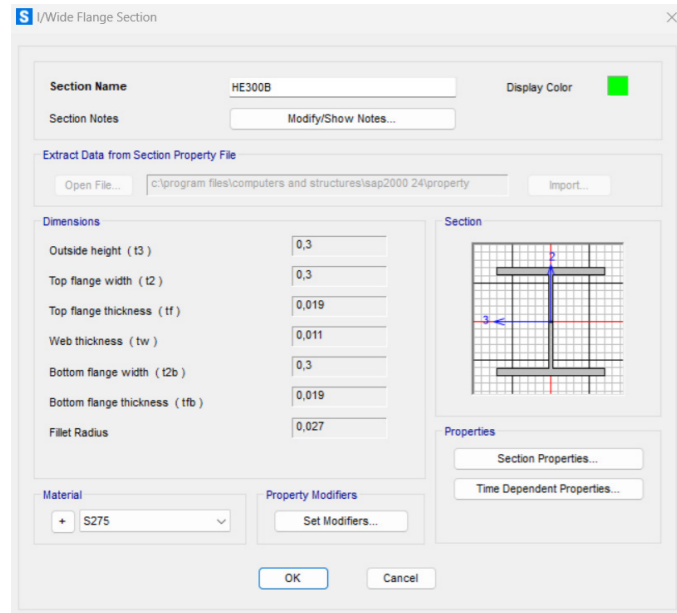 S I/Wide Flange Section
Section Name HE300B Display Color
Section Notes Modify/Show Notes...
Extract Data from Section Property File
Open File... c:\program files\computers and structures\sap2000 24\property Import...
Dimensions
Outside height ( t3 ) 0,3
Top flange width ( t2 ) 0,3
Top flange thickness ( tf ) 0,019
Web thickness ( tw ) 0,011
Bottom flange width ( t2b ) 0,3
Bottom flange thickness ( tfb ) 0,019
Fillet Radius 0,027
Section
2
3
Properties
Section Properties...
Time Dependent Properties...
Material
+ S275
Property Modifiers
Set Modifiers...
OK Cancel